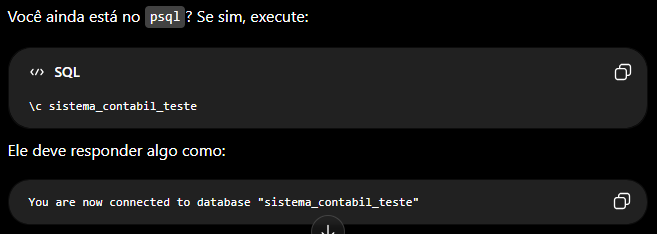 Você ainda está no psql? Se sim, execute:
SQL
\c sistema_contabil_teste
Ele deve responder algo como:
You are now connected to database "sistema_contabil_teste"